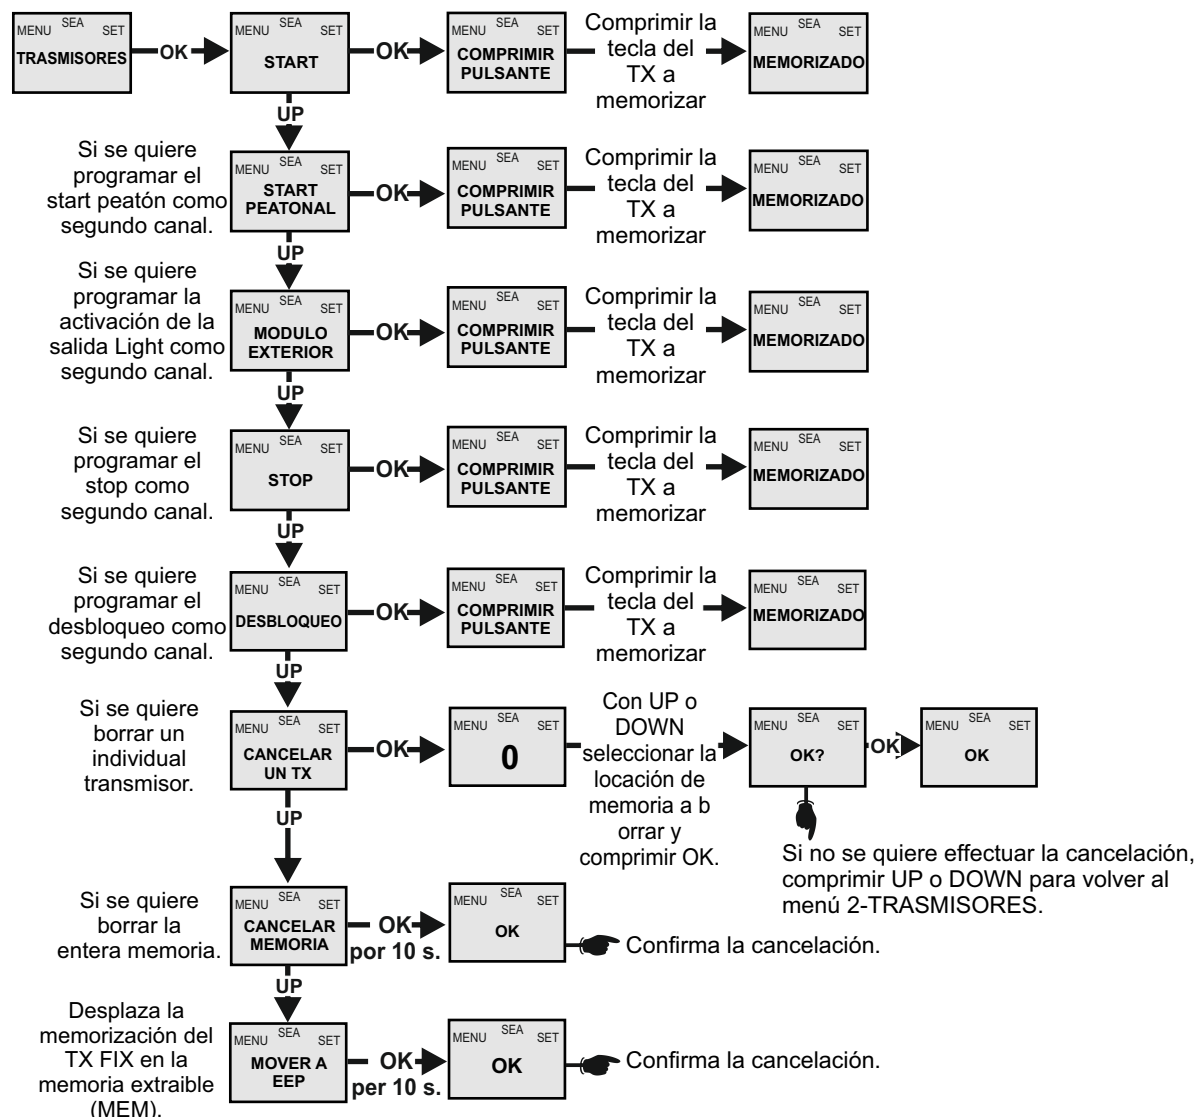 MENU SEA SET
TRASMISORES
OK
MENU SEA SET
START
OK
MENU SEA SET
COMPRIMIR
PULSANTE
Comprimir la
tecla del
TX a
memorizar
MENU SEA SET
MEMORIZADO
UP
Si se quiere
programar el
start peatón como
segundo canal.
MENU SEA SET
START
PEATONAL
OK
MENU SEA SET
COMPRIMIR
PULSANTE
Comprimir la
tecla del
TX a
memorizar
MENU SEA SET
MEMORIZADO
UP
Si se quiere
programar la
activación de la
salida Light como
segundo canal.
MENU SEA SET
MODULO
EXTERIOR
OK
MENU SEA SET
COMPRIMIR
PULSANTE
Comprimir la
tecla del
TX a
memorizar
MENU SEA SET
MEMORIZADO
UP
Si se quiere
programar el
stop como
segundo canal.
MENU SEA SET
STOP
OK
MENU SEA SET
COMPRIMIR
PULSANTE
Comprimir la
tecla del
TX a
memorizar
MENU SEA SET
MEMORIZADO
UP
Si se quiere
programar el
desbloqueo como
segundo canal.
MENU SEA SET
DESBLOQUEO
OK
MENU SEA SET
COMPRIMIR
PULSANTE
Comprimir la
tecla del
TX a
memorizar
MENU SEA SET
MEMORIZADO
UP
Si se quiere
borrar un
individual
transmisor.
MENU SEA SET
CANCELAR
UN TX
OK
MENU SEA SET
0
Con UP o
DOWN
seleccionar la
locación de
memoria a b
orrar y
comprimir OK.
MENU SEA SET
OK?
OK
MENU SEA SET
OK
Si no se quiere effectuar la cancelación,
comprimir UP o DOWN para volver al
menú 2-TRASMISORES.
UP
Si se quiere
borrar la
entera memoria.
MENU SEA SET
CANCELAR
MEMORIA
OK
por 10 s.
MENU SEA SET
OK
Confirma la cancelación.
UP
Desplaza la
memorización del
TX FIX en la
memoria extraible
(MEM).
MENU SEA SET
MOVER A
EEP
OK
per 10 s.
MENU SEA SET
OK
Confirma la cancelación.